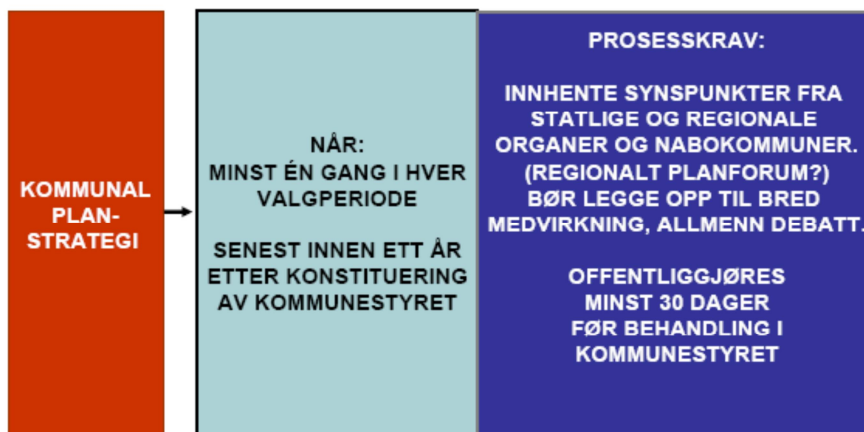 KOMMUNAL
PLAN-
STRATEGI
NÅR:
MINST ÉN GANG I HVER
VALGPERIODE
SENEST INNEN ETT ÅR
ETTER KONSTITUERING
AV KOMMUNESTYRET
PROSESSKRAV:
INNHENTE SYNSPUNKTER FRA
STATLIGE OG REGIONALE
ORGANER OG NABOKOMMUNER.
(REGIONALT PLANFORUM?)
BØR LEGGE OPP TIL BRED
MEDVIRKNING, ALLMENN DEBATT.
OFFENTLIGGJØRES
MINST 30 DAGER
FØR BEHANDLING I
KOMMUNESTYRET